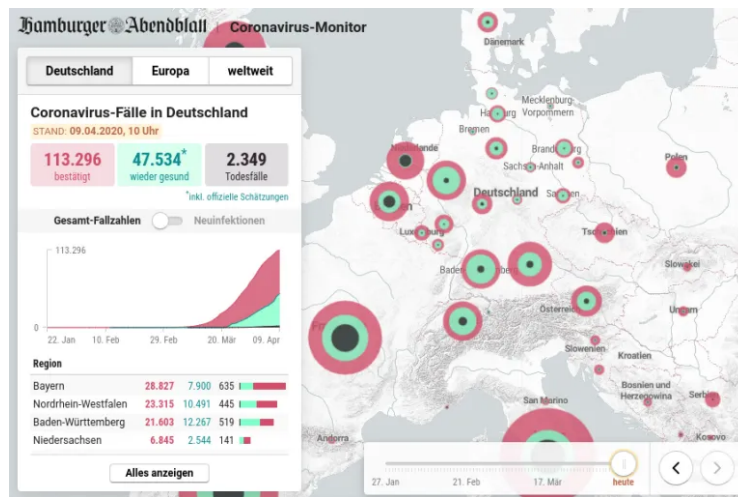 Hamburger Abendblatt | Coronavirus-Monitor
Deutschland Europa weltweit
Coronavirus-Fälle in Deutschland
STAND: 09.04.2020, 10 Uhr
113.296 47.534* 2.349
bestätigt wieder gesund Todesfälle
*inkl. offizielle Schätzungen
Gesamt-Fallzahlen Neuinfektionen
113.296
0
22. Jan 10. Feb 29. Feb 20. Mär 09. Apr
Region
Bayern 28.827 7.900 635
Nordrhein-Westfalen 23.315 10.491 445
Baden-Württemberg 21.603 12.267 519
Niedersachsen 6.845 2.544 141
Alles anzeigen
Dänemark
Mecklenburg-
Vorpommern
Hamburg
Bremen
Niederlande
Brandenburg
Polen
Sachsen-Anhalt
Deutschland
Sachsen
Luxemburg
Tschechien
Slowakei
Österreich
Ungarn
Slowenien
Kroatien
Bosnien und
Herzegowina
Serbien
San Marino
Andorra
Kosovo
27. Jan 21. Feb 17. Mär heute